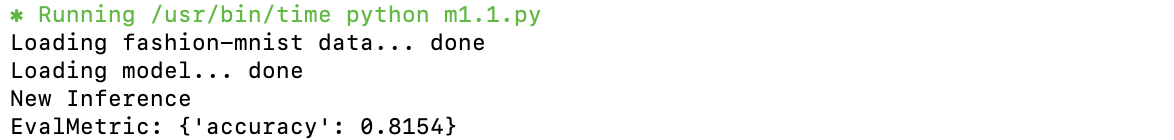 ✱ Running /usr/bin/time python m1.1.py
Loading fashion-mnist data... done
Loading model... done
New Inference
EvalMetric: {'accuracy': 0.8154}